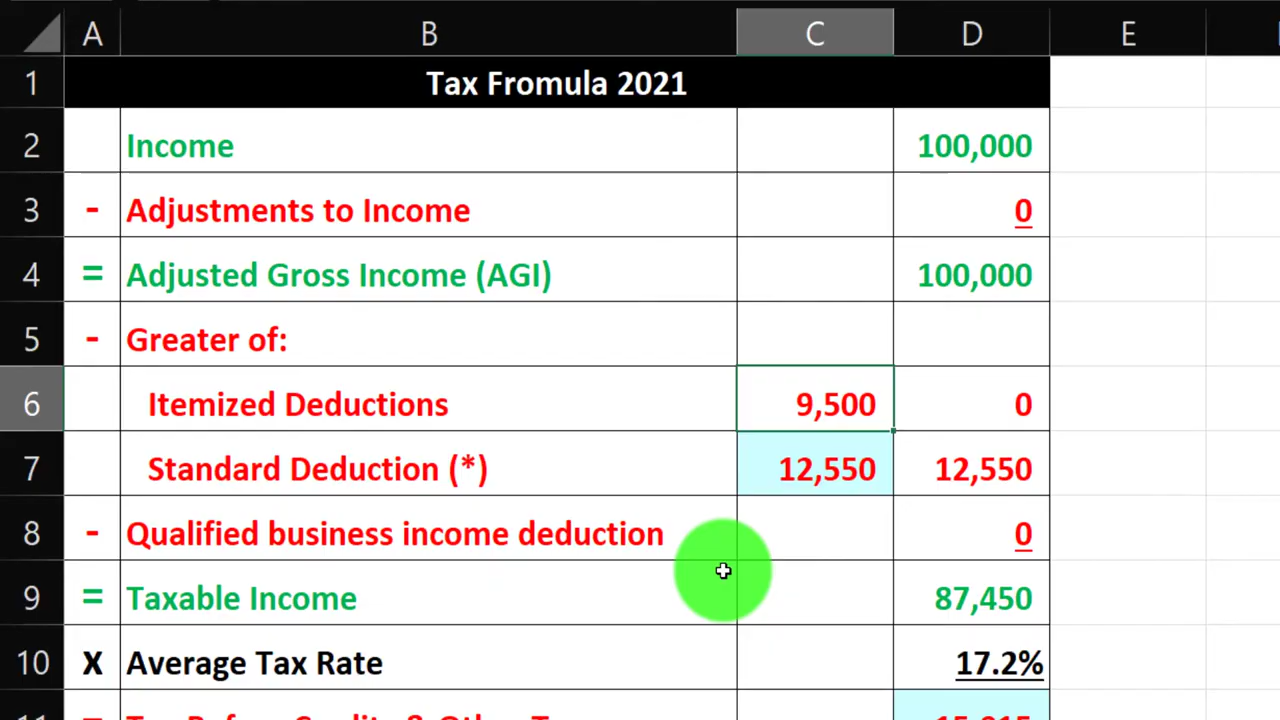 A B C D E
1 Tax Fromula 2021
2 Income 100,000
3 - Adjustments to Income 0
4 = Adjusted Gross Income (AGI) 100,000
5 - Greater of:
6 Itemized Deductions 9,500 0
7 Standard Deduction (*) 12,550 12,550
8 - Qualified business income deduction 0
9 = Taxable Income 87,450
10 X Average Tax Rate 17.2%